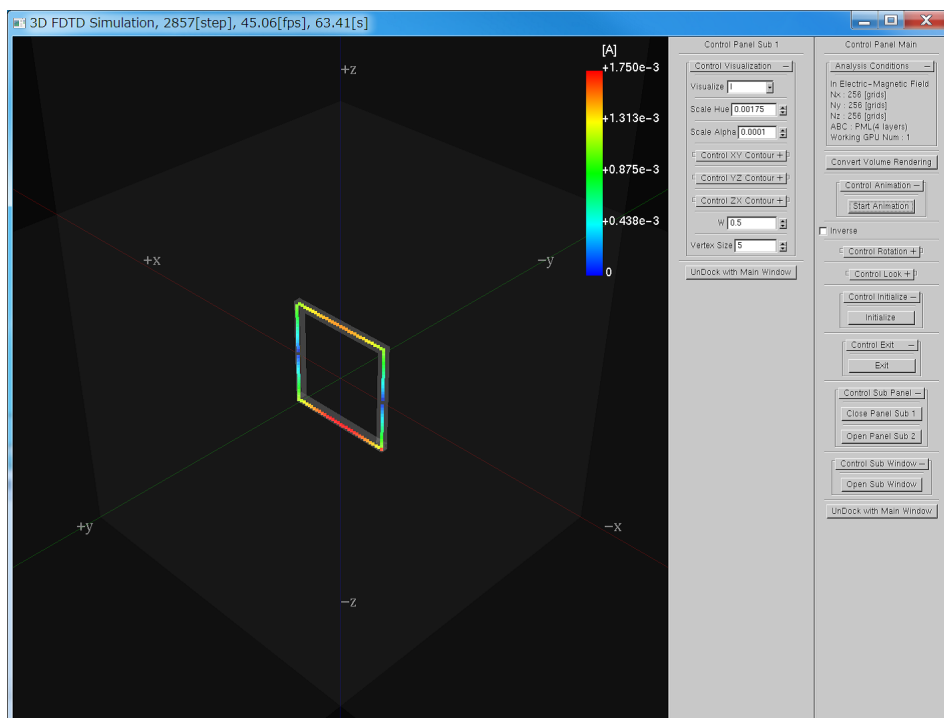 3D FDTD Simulation, 2857[step], 45.06[fps], 63.41[s]
[A]
+1.750e-3
+1.313e-3
+0.875e-3
+0.438e-3
0
+z
+x
-y
+y
-x
-z
Control Panel Sub 1
Control Visualization
Visualize I
Scale Hue 0.00175
Scale Alpha 0.0001
Control XY Contour +
Control YZ Contour +
Control ZX Contour +
W 0.5
Vertex Size 5
UnDock with Main Window
Control Panel Main
Analysis Conditions
In Electric-Magnetic Field
Nx : 256 [grids]
Ny : 256 [grids]
Nz : 256 [grids]
ABC : PML(4 layers)
Working GPU Num : 1
Convert Volume Rendering
Control Animation
Start Animation
Inverse
Control Rotation +
Control Look +
Control Initialize
Initialize
Control Exit
Exit
Control Sub Panel
Close Panel Sub 1
Open Panel Sub 2
Control Sub Window
Open Sub Window
UnDock with Main Window